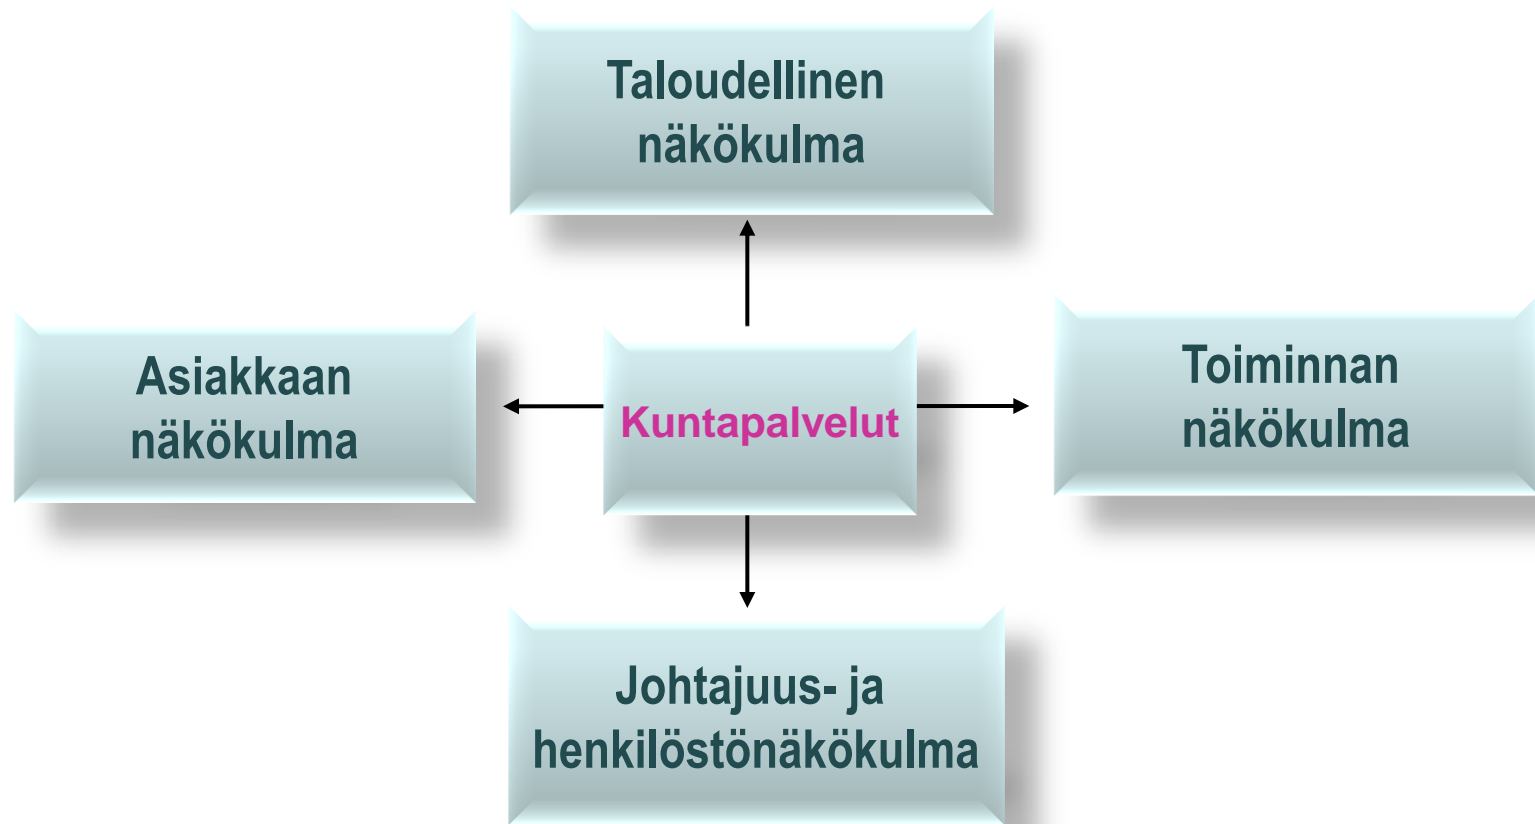 Taloudellinen
näkökulma
Asiakkaan
näkökulma
Kuntapalvelut
Toiminnan
näkökulma
Johtajuus- ja
henkilöstönäkökulma